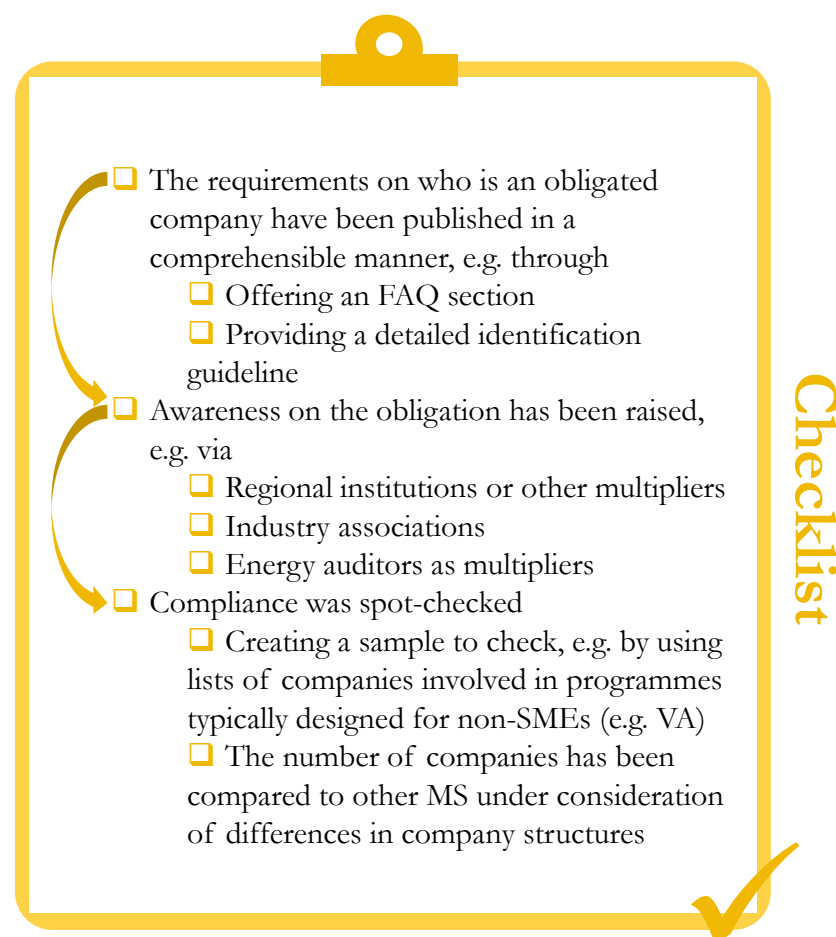 The requirements on who is an obligated
company have been published in a
comprehensible manner, e.g. through
Offering an FAQ section
Providing a detailed identification
guideline
Awareness on the obligation has been raised,
e.g. via
Regional institutions or other multipliers
Industry associations
Energy auditors as multipliers
Compliance was spot-checked
Creating a sample to check, e.g. by using
lists of companies involved in programmes
typically designed for non-SMEs (e.g. VA)
The number of companies has been
compared to other MS under consideration
of differences in company structures
Checklist